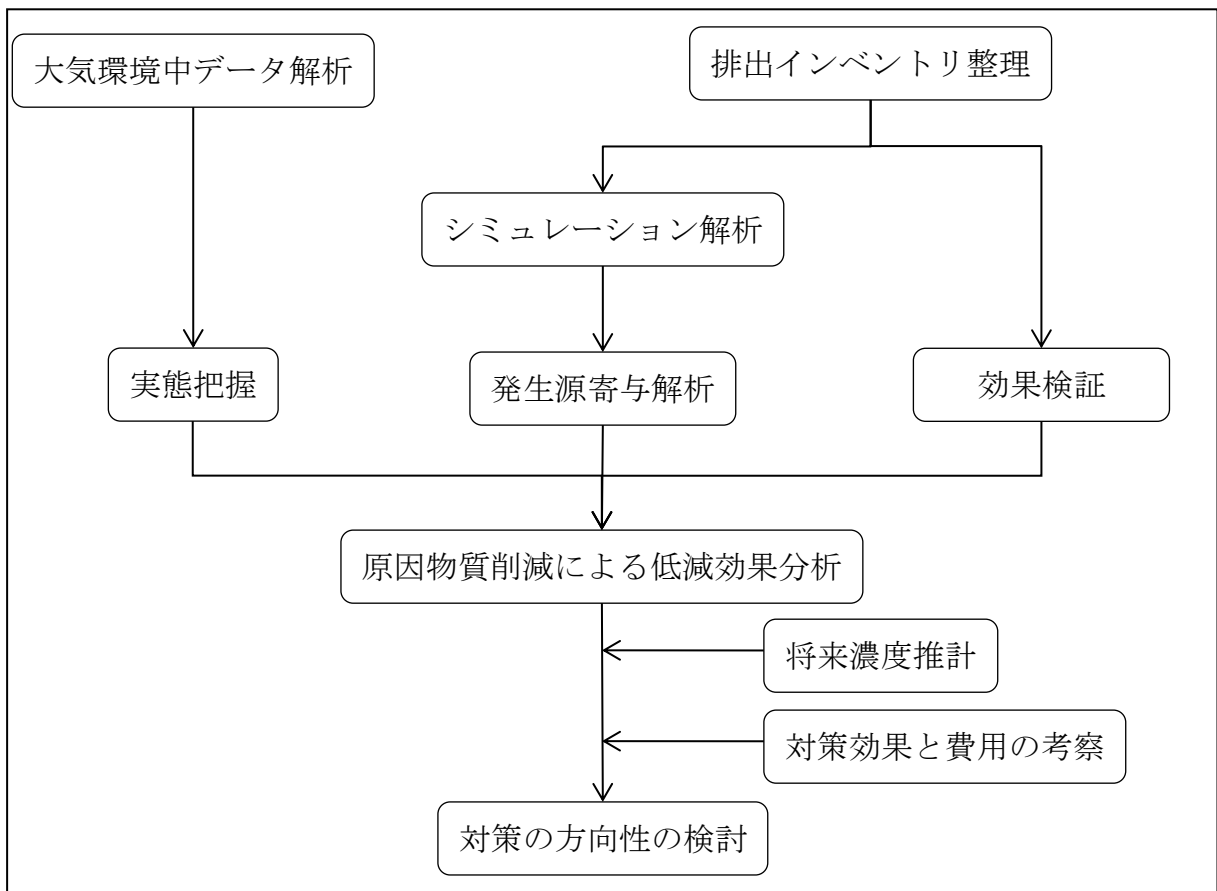 大気環境中データ解析
排出インベントリ整理
シミュレーション解析
実態把握
発生源寄与解析
効果検証
原因物質削減による低減効果分析
将来濃度推計
対策効果と費用の考察
対策の方向性の検討